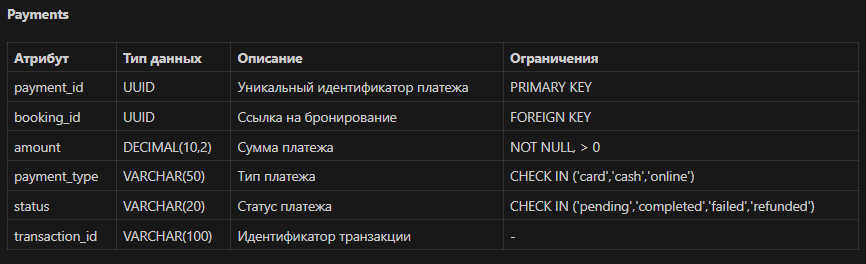 Payments
Атрибут Тип данных Описание Ограничения
payment_id UUID Уникальный идентификатор платежа PRIMARY KEY
booking_id UUID Ссылка на бронирование FOREIGN KEY
amount DECIMAL(10,2) Сумма платежа NOT NULL, > 0
payment_type VARCHAR(50) Тип платежа CHECK IN ('card','cash','online')
status VARCHAR(20) Статус платежа CHECK IN ('pending','completed','failed','refunded')
transaction_id VARCHAR(100) Идентификатор транзакции -